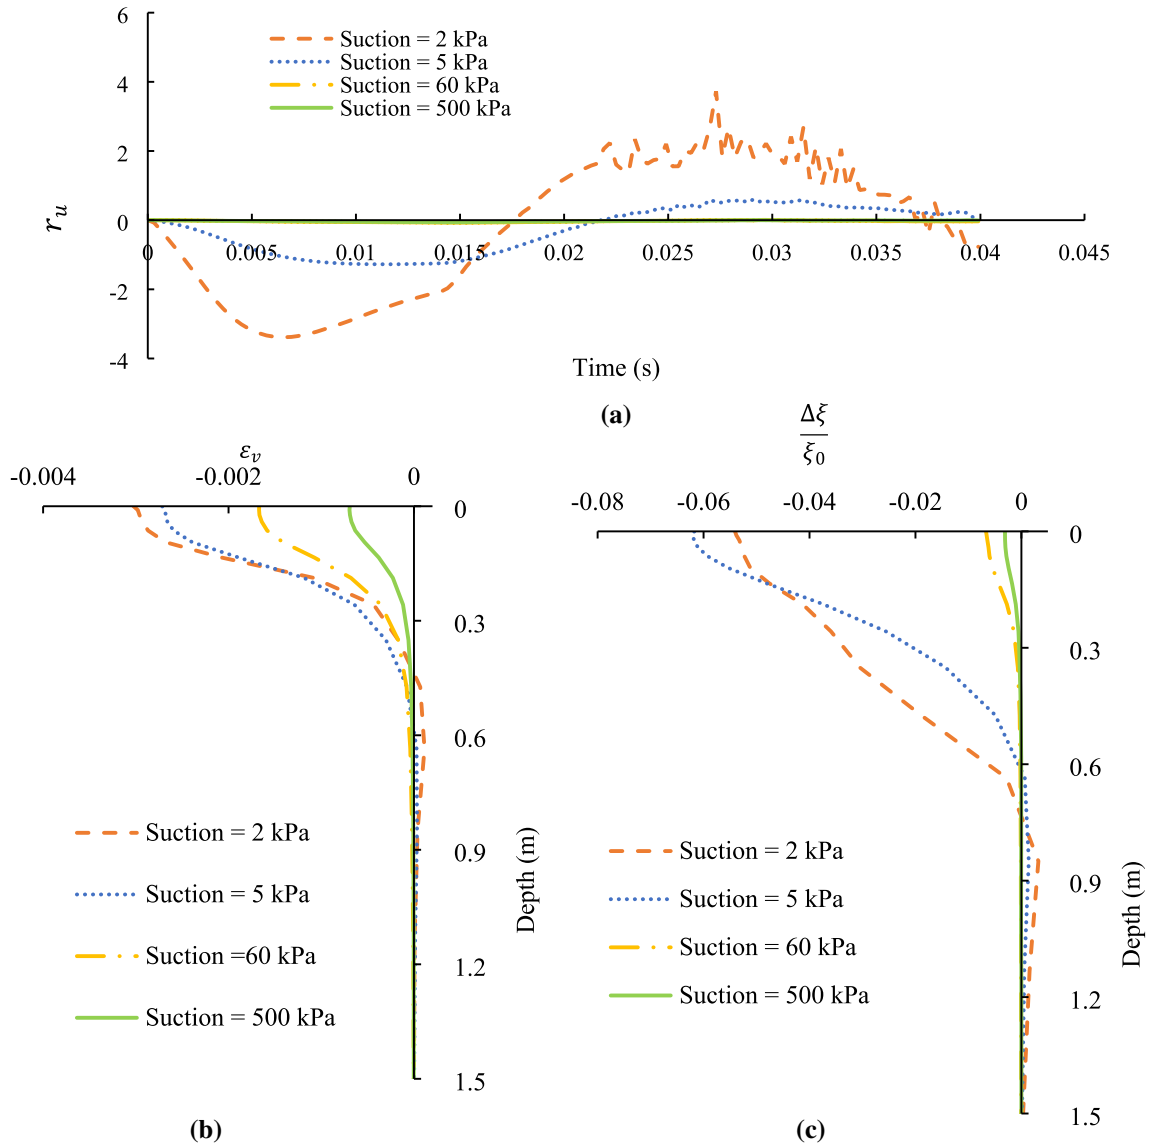 6
4
2
0
-2
-4
r_u
Suction = 2 kPa
Suction = 5 kPa
Suction = 60 kPa
Suction = 500 kPa
0 0.005 0.01 0.015 0.02 0.025 0.03 0.035 0.04 0.045
Time (s)
(a)
ε_v
-0.004 -0.002 0
0
0.3
0.6
0.9
1.2
1.5
Depth (m)
Suction = 2 kPa
Suction = 5 kPa
Suction =60 kPa
Suction = 500 kPa
(b)
Δξ
ξ_0
-0.08 -0.06 -0.04 -0.02 0
0
0.3
0.6
0.9
1.2
1.5
Depth (m)
Suction = 2 kPa
Suction = 5 kPa
Suction = 60 kPa
Suction = 500 kPa
(c)